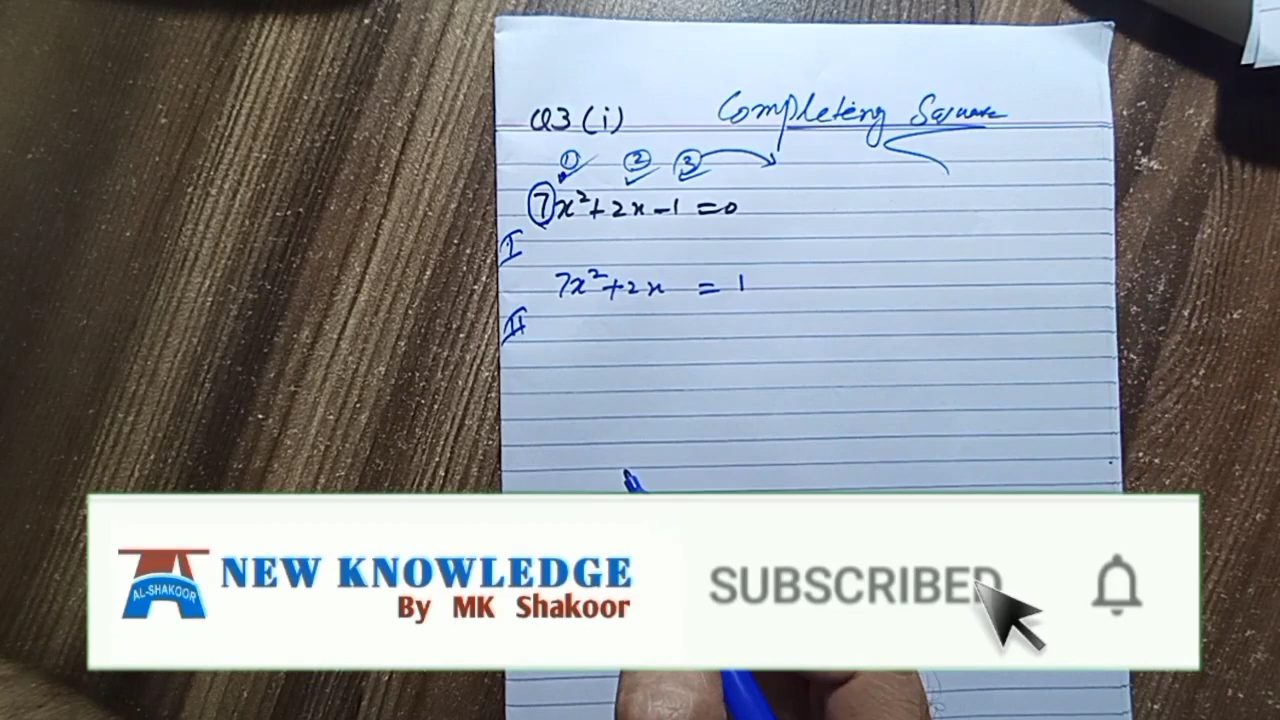 Q3 (i) Completing Square
① ② ③
7x²+2x-1 =0
I
7x²+2x = 1
II
AL-SHAKOOR
NEW KNOWLEDGE
By MK Shakoor
SUBSCRIBED